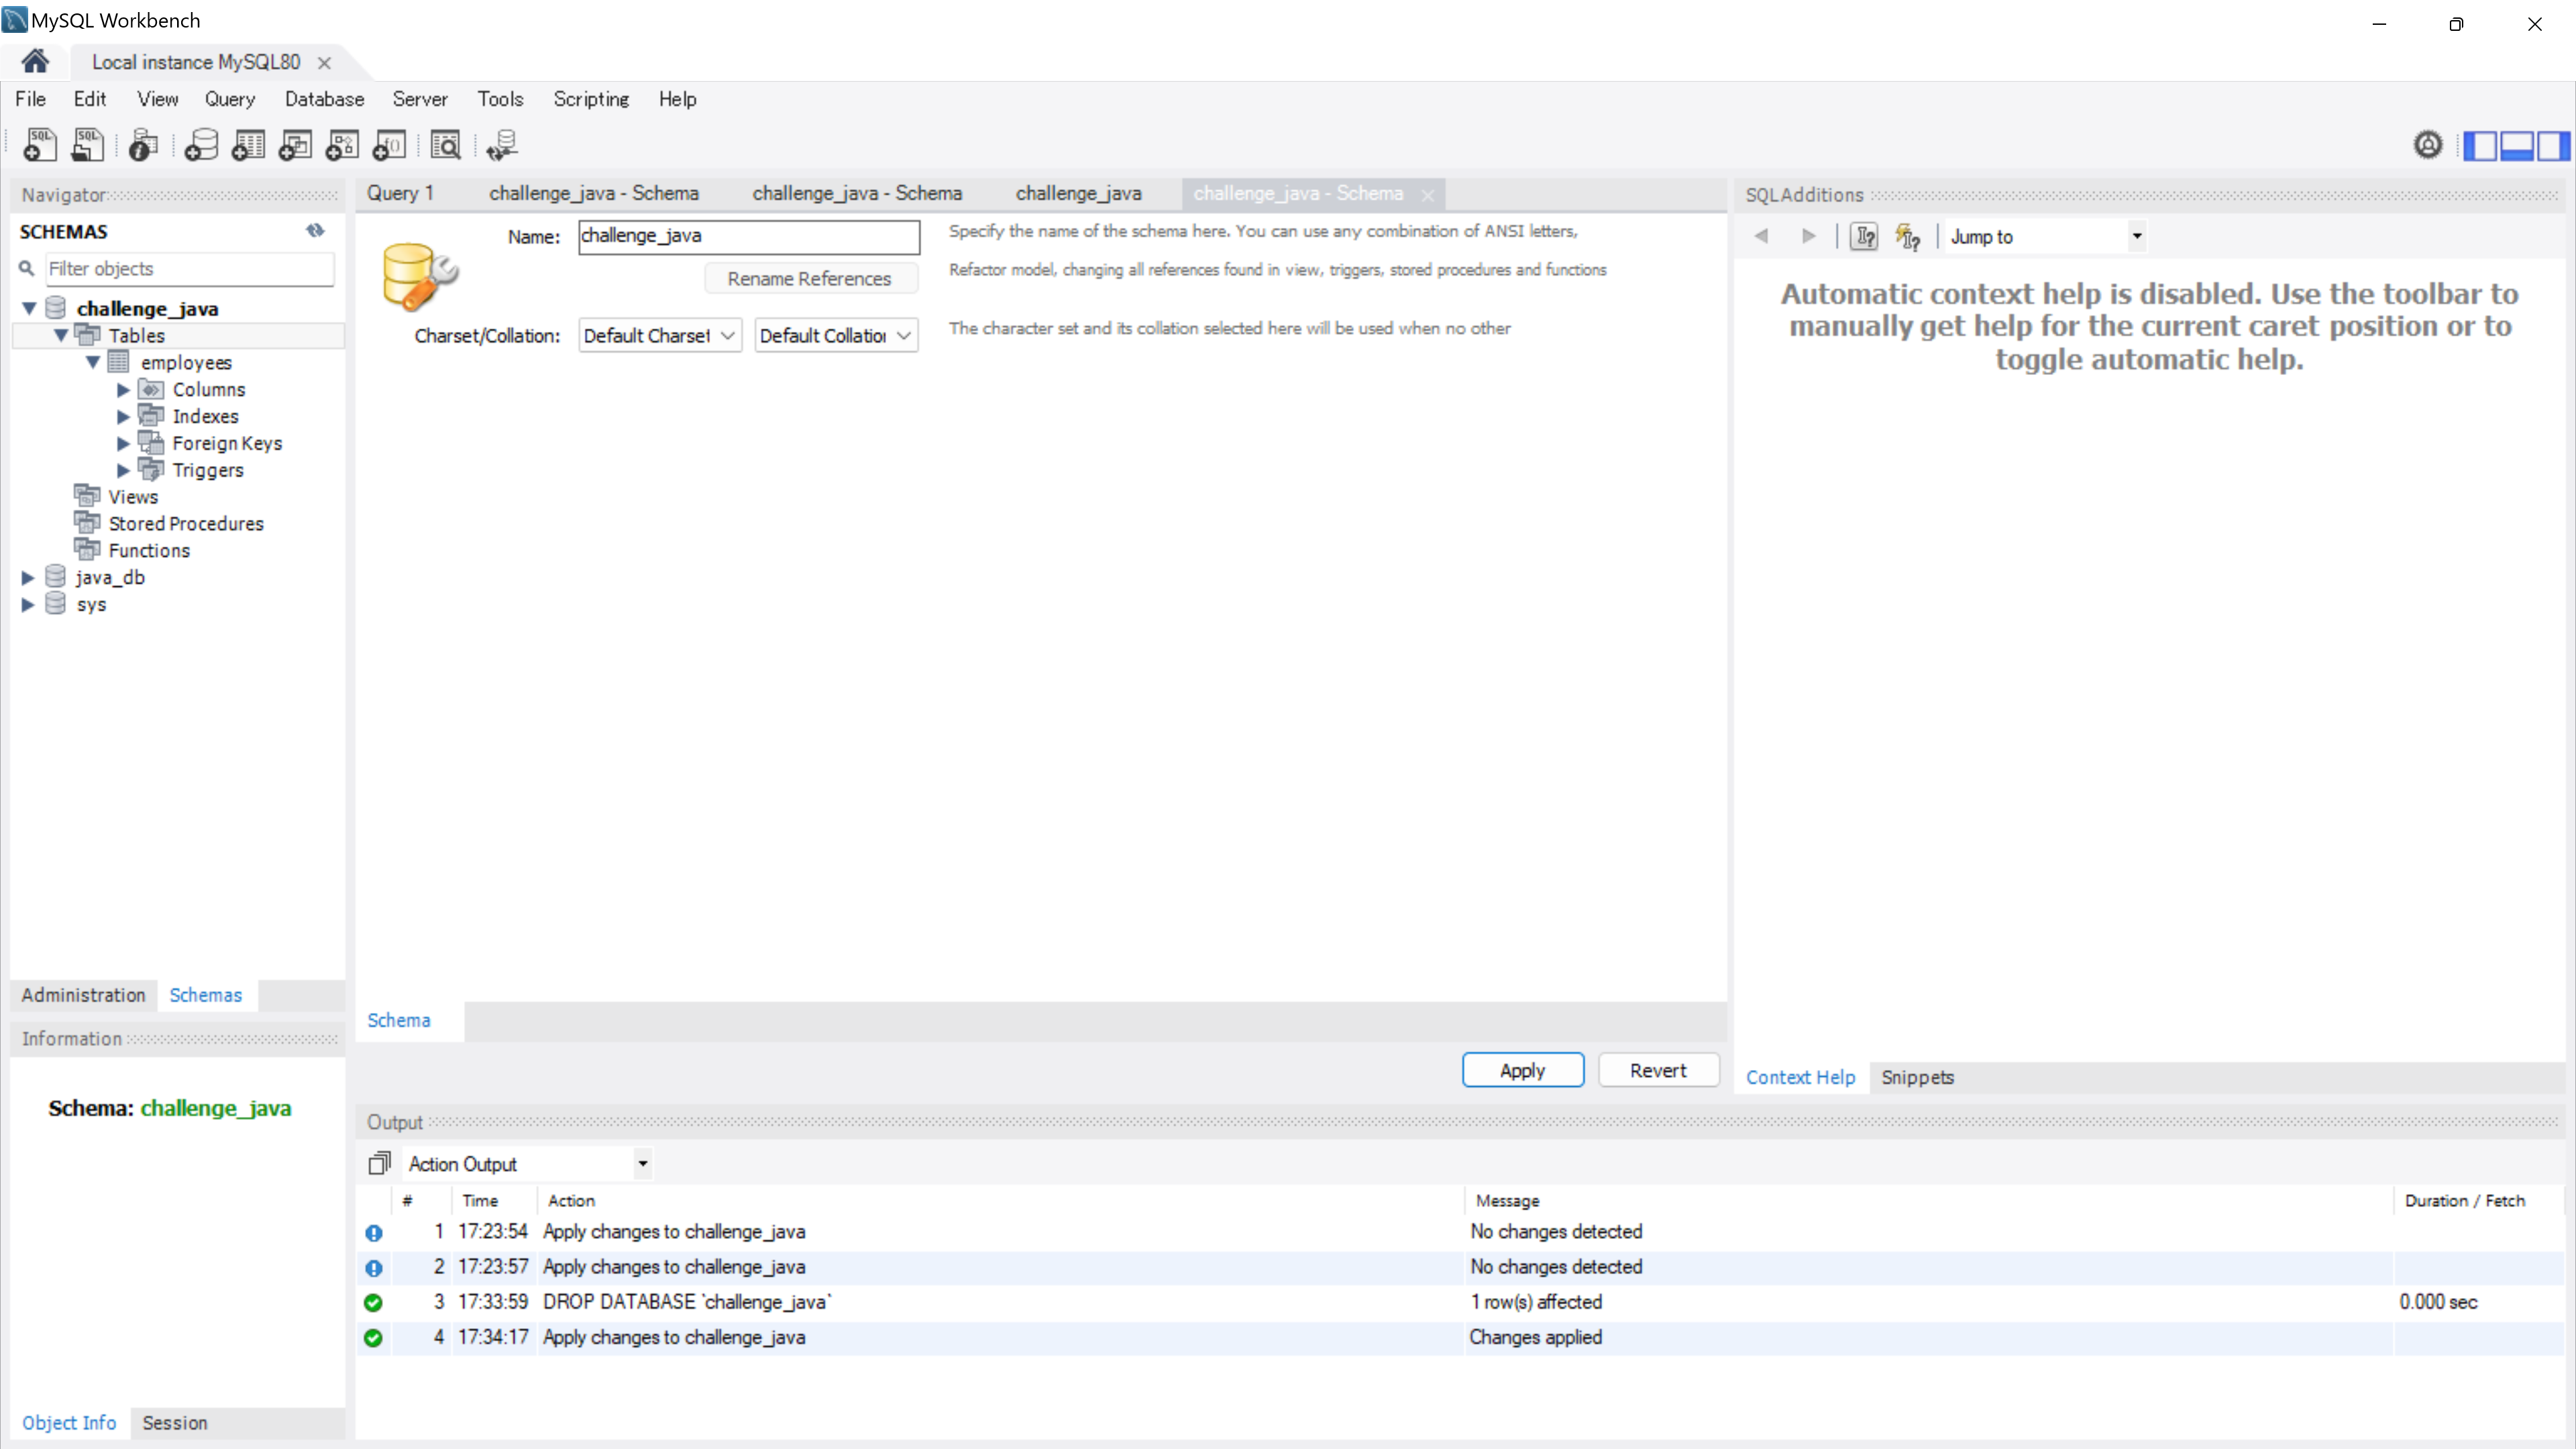 MySQL Workbench
Local instance MySQL80
File Edit View Query Database Server Tools Scripting Help
Navigator
SCHEMAS
Filter objects
challenge_java
Tables
employees
Columns
Indexes
Foreign Keys
Triggers
Views
Stored Procedures
Functions
java_db
sys
Administration Schemas
Information
Schema: challenge_java
Object Info Session
Query 1 challenge_java - Schema challenge_java - Schema challenge_java challenge_java - Schema
Name: challenge_java Specify the name of the schema here. You can use any combination of ANSI letters,
Rename References Refactor model, changing all references found in view, triggers, stored procedures and functions
Charset/Collation: Default Charset Default Collation The character set and its collation selected here will be used when no other
Schema
Apply Revert
SQLAdditions
Jump to
Automatic context help is disabled. Use the toolbar to
manually get help for the current caret position or to
toggle automatic help.
Context Help Snippets
Output
Action Output
# Time Action Message Duration / Fetch
1 17:23:54 Apply changes to challenge_java No changes detected
2 17:23:57 Apply changes to challenge_java No changes detected
3 17:33:59 DROP DATABASE `challenge_java` 1 row(s) affected 0.000 sec
4 17:34:17 Apply changes to challenge_java Changes applied